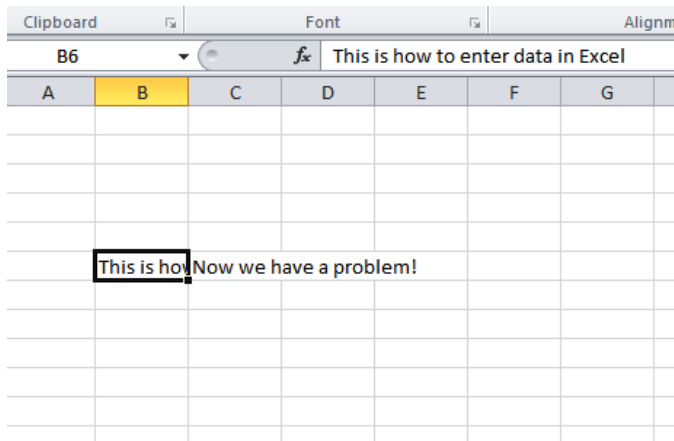 Clipboard Font Alignm
B6 fx This is how to enter data in Excel
A B C D E F G
This is how Now we have a problem!